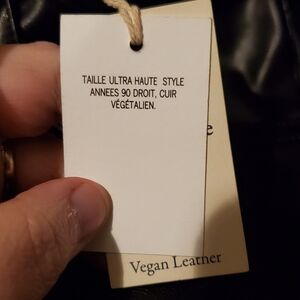 TAILLE ULTRA HAUTE STYLE
ANNEES 90 DROIT, CUIR
VÉGÉTALIEN.
e
Vegan Leather